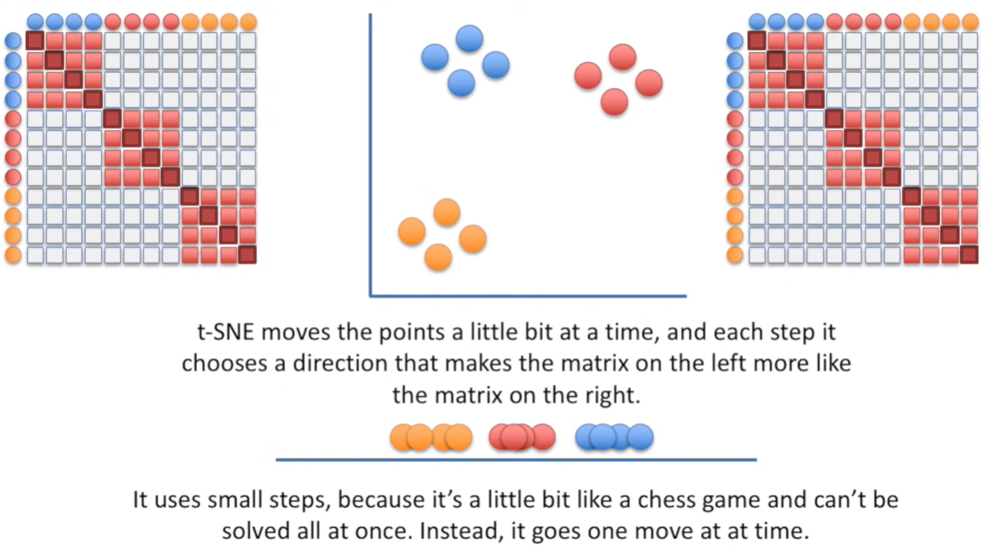 t-SNE moves the points a little bit at a time, and each step it
chooses a direction that makes the matrix on the left more like
the matrix on the right.
It uses small steps, because it’s a little bit like a chess game and can’t be
solved all at once. Instead, it goes one move at at time.